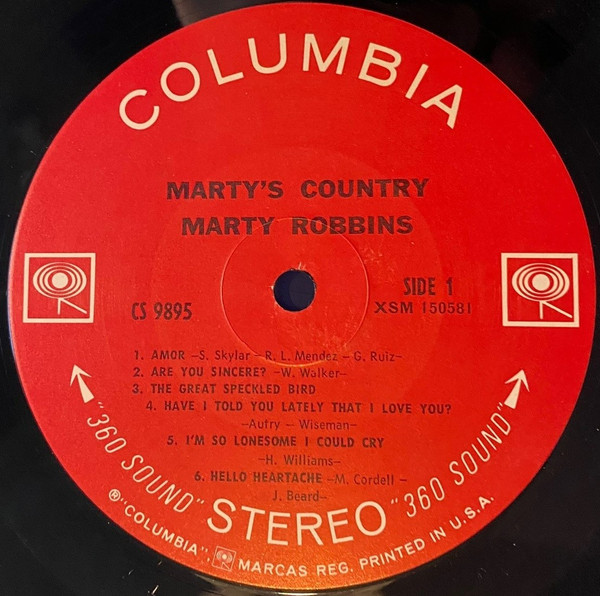 COLUMBIA
MARTY'S COUNTRY
MARTY ROBBINS
CS 9895
SIDE 1
XSM 150581
1. AMOR –S. Skylar – R. L. Mendez – G. Ruiz–
2. ARE YOU SINCERE? –W. Walker–
3. THE GREAT SPECKLED BIRD
4. HAVE I TOLD YOU LATELY THAT I LOVE YOU?
–Autry – Wiseman–
5. I'M SO LONESOME I COULD CRY
–H. Williams–
6. HELLO HEARTACHE –M. Cordell –
J. Beard–
"360 SOUND" STEREO "360 SOUND"
® "COLUMBIA", MARCAS REG. PRINTED IN U.S.A.